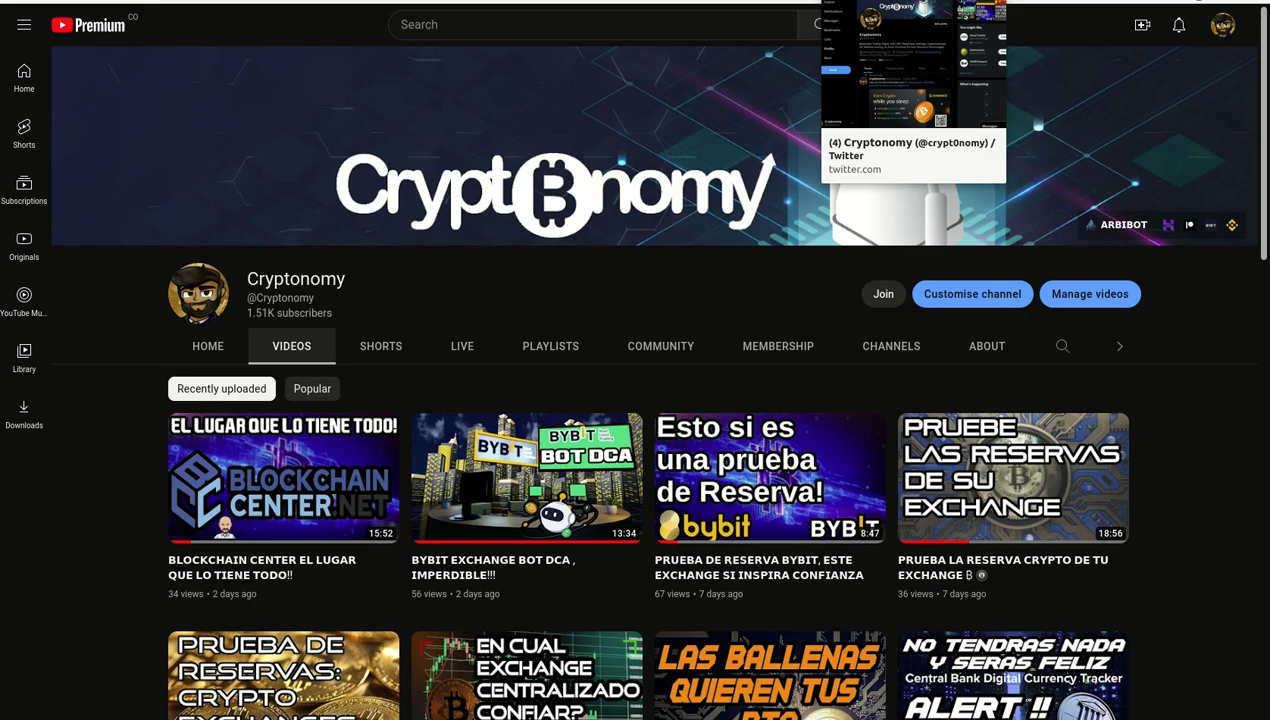 Premium CO
Search
(4) Cryptonomy (@crypt0nomy) /
Twitter
twitter.com
Home
Shorts
Subscriptions
Originals
YouTube Mu...
Library
Downloads
Crypt₿nomy
ARBIBOT
Cryptonomy
@Cryptonomy
1.51K subscribers
Join
Customise channel
Manage videos
HOME
VIDEOS
SHORTS
LIVE
PLAYLISTS
COMMUNITY
MEMBERSHIP
CHANNELS
ABOUT
Recently uploaded
Popular
EL LUGAR QUE LO TIENE TODO!
BLOCKCHAIN
CENTER.NET
15:52
BLOCKCHAIN CENTER EL LUGAR
QUE LO TIENE TODO!!
34 views • 2 days ago
BYBIT
BYBIT
BOT DCA
13:34
BYBIT EXCHANGE BOT DCA ,
IMPERDIBLE!!!
56 views • 2 days ago
Esto si es
una prueba
de Reserva!
bybit
BYBIT
8:47
PRUEBA DE RESERVA BYBIT, ESTE
EXCHANGE SI INSPIRA CONFIANZA
67 views • 7 days ago
PRUEBE
LAS RESERVAS
DE SU
EXCHANGE
18:56
PRUEBA LA RESERVA CRYPTO DE TU
EXCHANGE ₿
36 views • 7 days ago
PRUEBA DE
RESERVAS:
CRYPTO
EXCHANGES
EN CUAL
EXCHANGE
CENTRALIZADO
CONFIAR?
LAS BALLENAS
QUIEREN TUS
BTC
NO TENDRAS NADA
Y SERAS FELIZ
Central Bank Digital Currency Tracker
ALERT !!